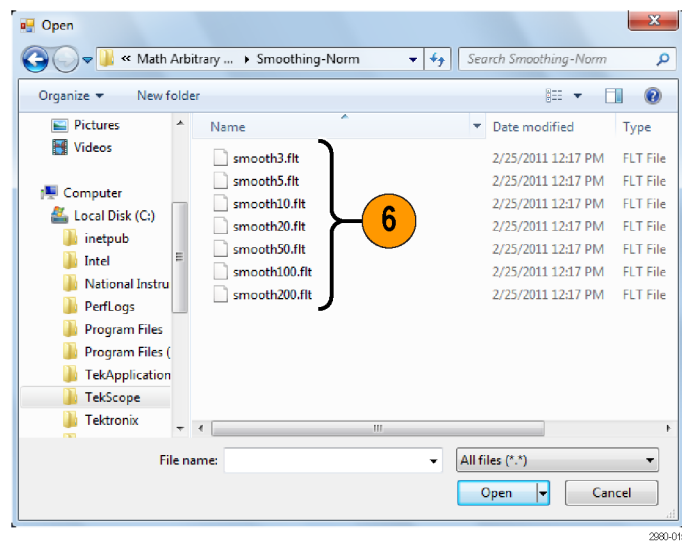 Open
« Math Arbitrary ... Smoothing-Norm
Search Smoothing-Norm
Organize
New folder
Pictures
Videos
Computer
Local Disk (C:)
inetpub
Intel
National Instru
PerfLogs
Program Files
Program Files (
TekApplication
TekScope
Tektronix
Name
Date modified
Type
smooth3.flt 2/25/2011 12:17 PM FLT File
smooth5.flt 2/25/2011 12:17 PM FLT File
smooth10.flt 2/25/2011 12:17 PM FLT File
smooth20.flt 2/25/2011 12:17 PM FLT File
smooth50.flt 2/25/2011 12:17 PM FLT File
smooth100.flt 2/25/2011 12:17 PM FLT File
smooth200.flt 2/25/2011 12:17 PM FLT File
6
File name:
All files (*.*)
Open
Cancel